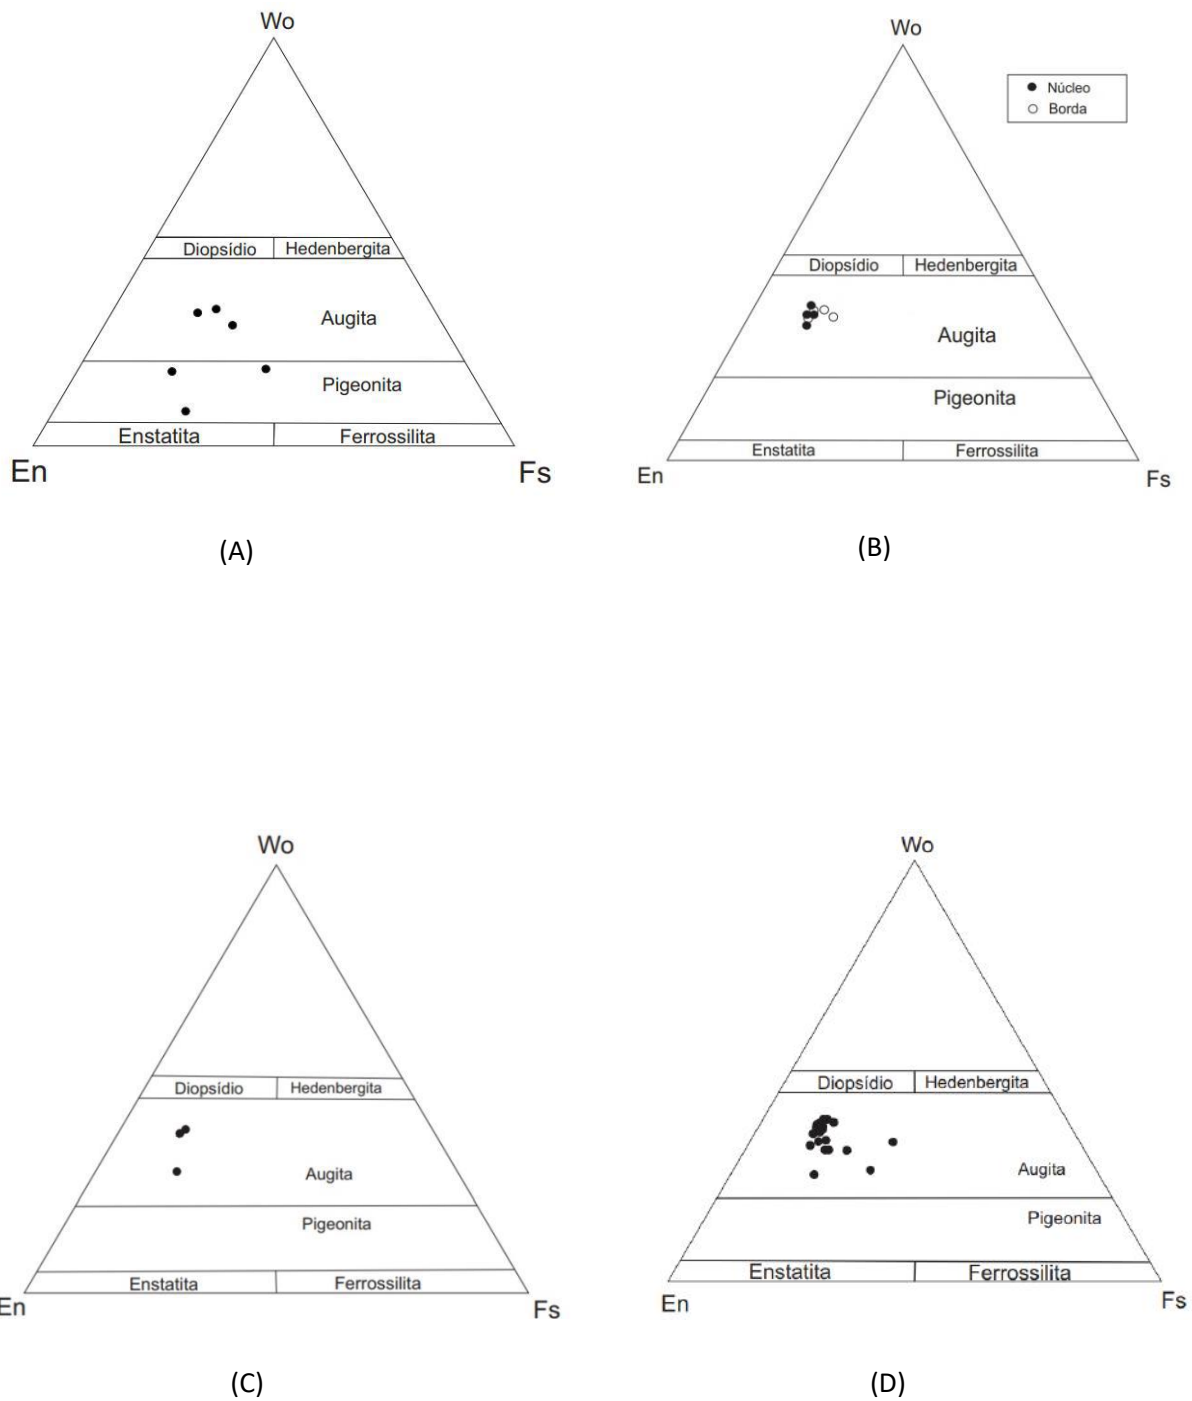 Wo
Diopsídio
Hedenbergita
Augita
Pigeonita
Enstatita
Ferrossilita
En
Fs
(A)
Wo
Núcleo
Borda
Diopsídio
Hedenbergita
Augita
Pigeonita
Enstatita
Ferrossilita
En
Fs
(B)
Wo
Diopsídio
Hedenbergita
Augita
Pigeonita
Enstatita
Ferrossilita
En
Fs
(C)
Wo
Diopsídio
Hedenbergita
Augita
Pigeonita
Enstatita
Ferrossilita
En
Fs
(D)